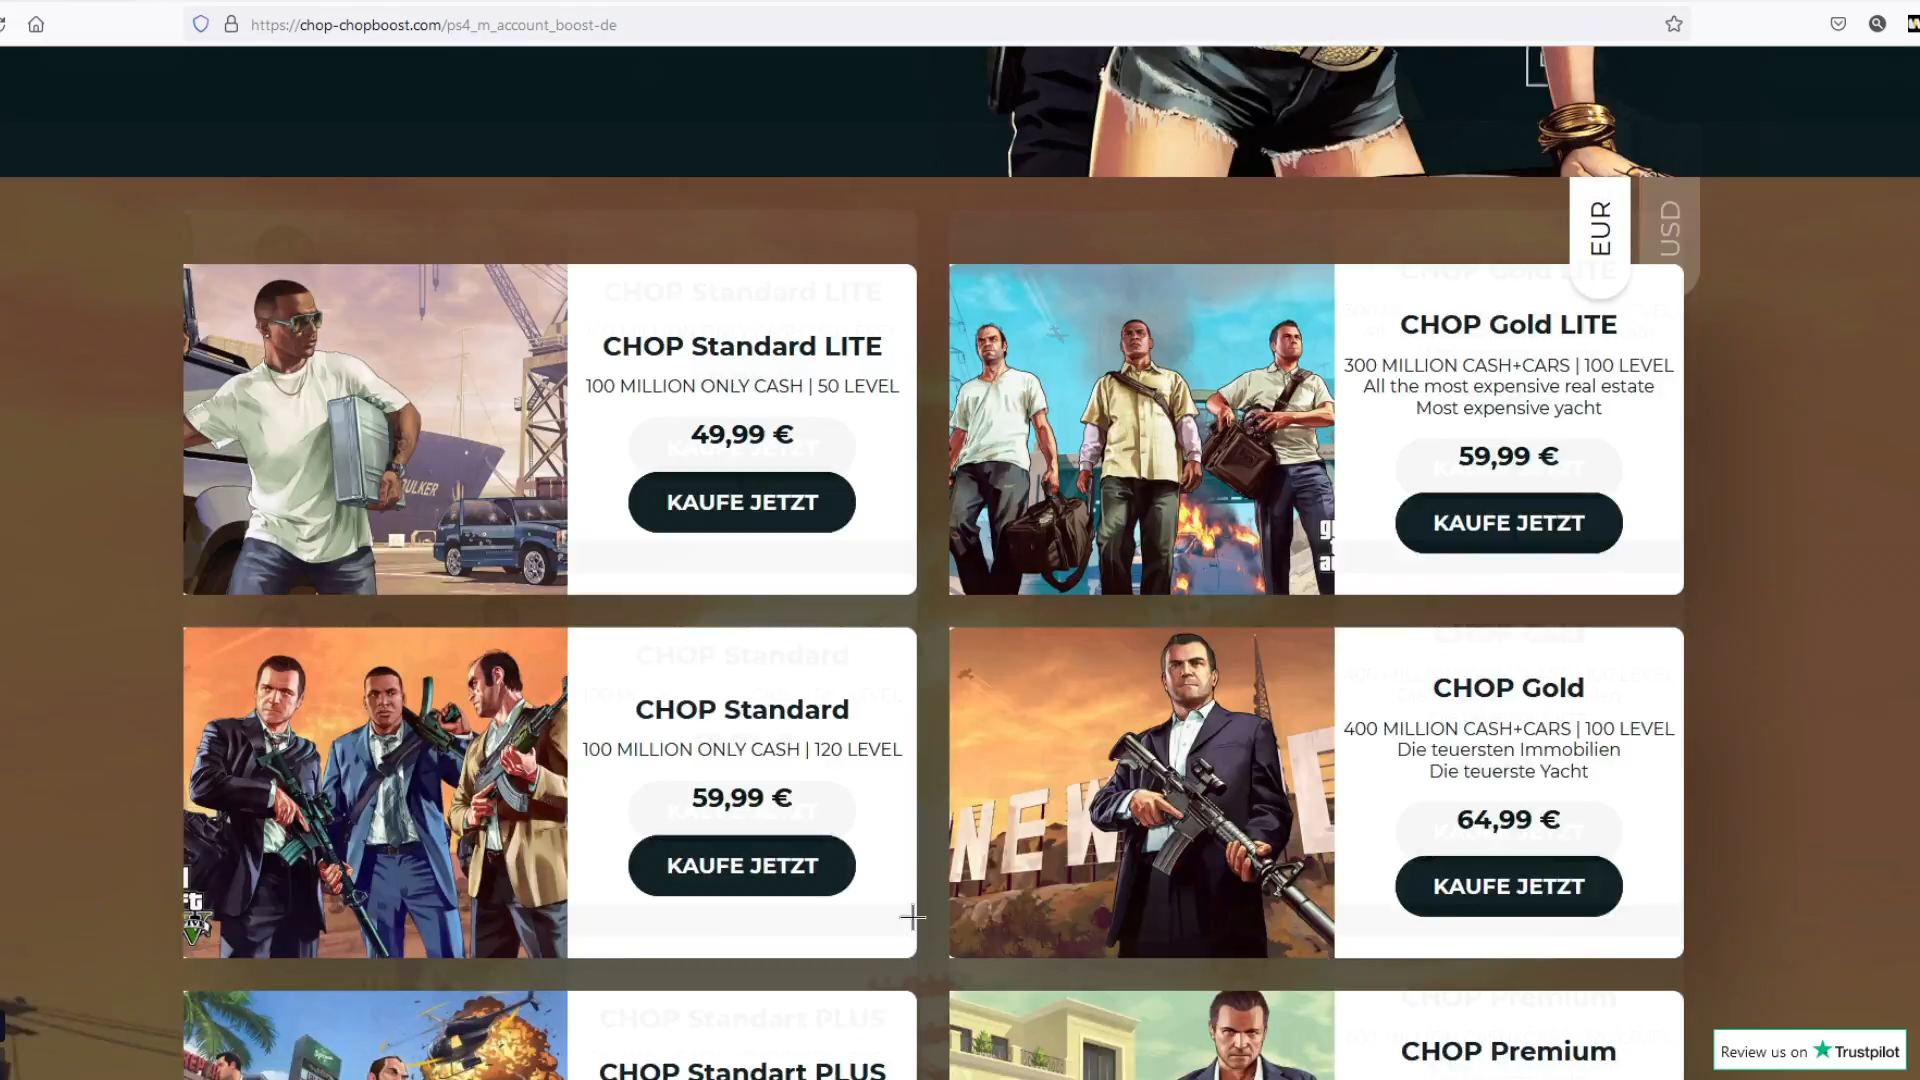 https://chop-chopboost.com/ps4_m_account_boost-de
EUR
USD
CHOP Standard LITE
100 MILLION ONLY CASH | 50 LEVEL
49,99 €
KAUFE JETZT
BULKER
CHOP Gold LITE
300 MILLION CASH+CARS | 100 LEVEL
All the most expensive real estate
Most expensive yacht
59,99 €
KAUFE JETZT
CHOP Standard
100 MILLION ONLY CASH | 120 LEVEL
59,99 €
KAUFE JETZT
ft
V
CHOP Gold
400 MILLION CASH+CARS | 100 LEVEL
Die teuersten Immobilien
Die teuerste Yacht
64,99 €
KAUFE JETZT
NEW
CHOP Standart PLUS
CHOP Premium
Review us on Trustpilot